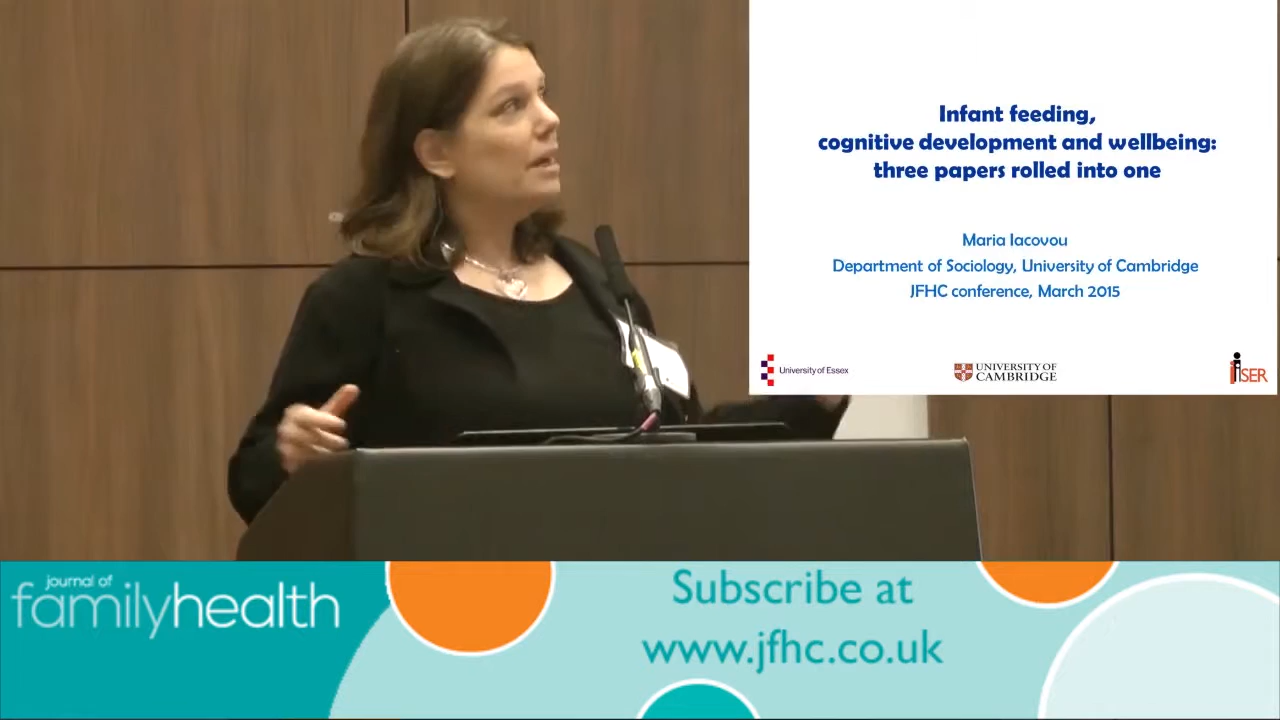 Infant feeding,
cognitive development and wellbeing:
three papers rolled into one
Maria Iacovou
Department of Sociology, University of Cambridge
JFHC conference, March 2015
University of Essex
UNIVERSITY OF
CAMBRIDGE
iSER
journal of
familyhealth
Subscribe at
www.jfhc.co.uk